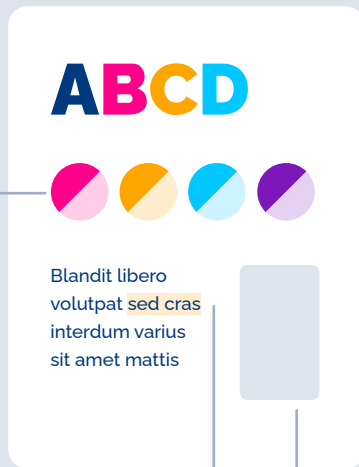 ABCD
Blandit libero
volutpat sed cras
interdum varius
sit amet mattis